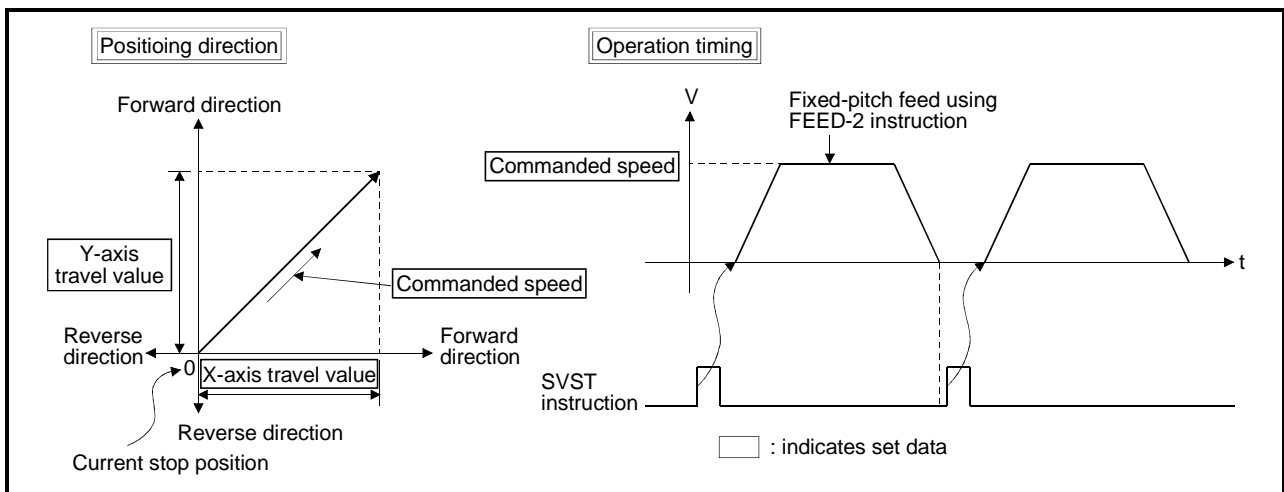 Positioing direction
Forward direction
Y-axis
travel value
Commanded speed
Reverse
direction
Forward
direction
0
X-axis travel value
Reverse direction
Current stop position
Operation timing
V
Fixed-pitch feed using
FEED-2 instruction
Commanded speed
t
SVST
instruction
: indicates set data